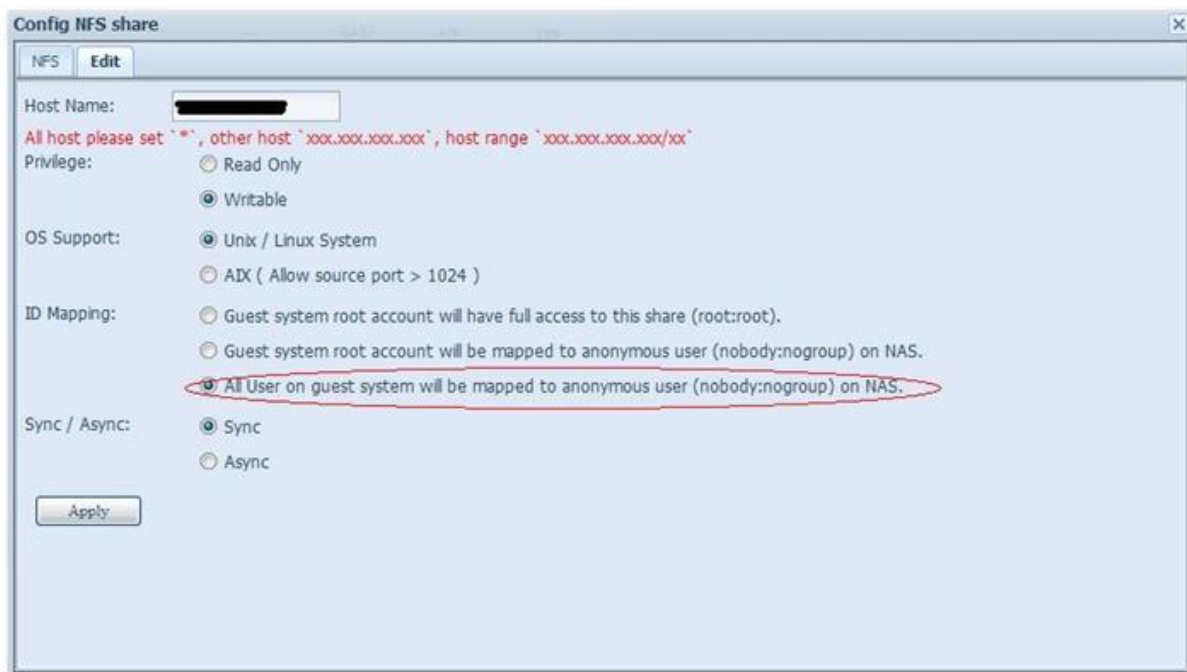 Config NFS share
NFS Edit
Host Name:
All host please set `*`, other host `xxx.xxx.xxx.xxx`, host range `xxx.xxx.xxx.xxx/xx`
Privilege: Read Only
Writable
OS Support: Unix / Linux System
AIX ( Allow source port > 1024 )
ID Mapping: Guest system root account will have full access to this share (root:root).
Guest system root account will be mapped to anonymous user (nobody:nogroup) on NAS.
All User on guest system will be mapped to anonymous user (nobody:nogroup) on NAS.
Sync / Async: Sync
Async
Apply